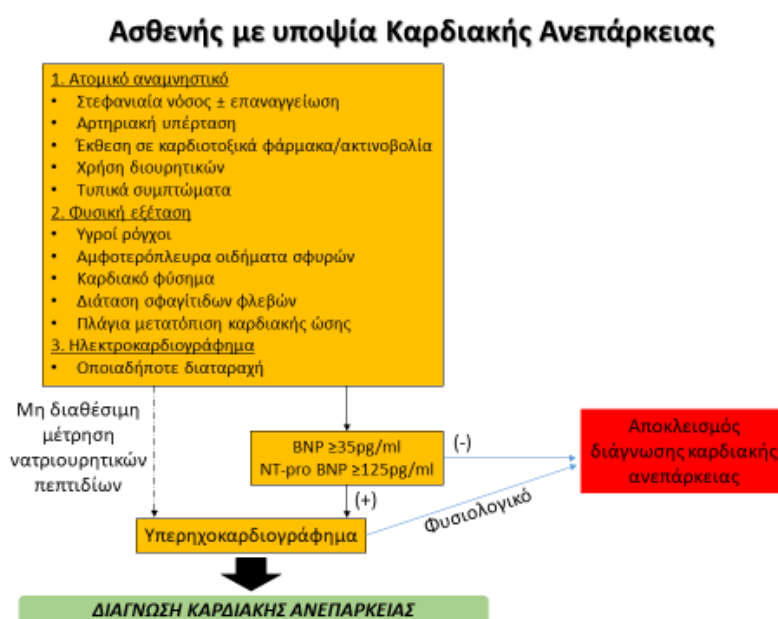 Ασθενής με υποψία Καρδιακής Ανεπάρκειας
1. Ατομικό αναμνηστικό
• Στεφανιαία νόσος ± επαναγγείωση
• Αρτηριακή υπέρταση
• Έκθεση σε καρδιοτοξικά φάρμακα/ακτινοβολία
• Χρήση διουρητικών
• Τυπικά συμπτώματα
2. Φυσική εξέταση
• Υγροί ρόγχοι
• Αμφοτερόπλευρα οιδήματα σφυρών
• Καρδιακό φύσημα
• Διάταση σφαγίτιδων φλεβών
• Πλάγια μετατόπιση καρδιακής ώσης
3. Ηλεκτροκαρδιογράφημα
• Οποιαδήποτε διαταραχή
Μη διαθέσιμη
μέτρηση
νατριουρητικών
πεπτιδίων
BNP ≥35pg/ml
NT-pro BNP ≥125pg/ml
(-)
Αποκλεισμός
διάγνωσης καρδιακής
ανεπάρκειας
(+)
Φυσιολογικό
Υπερηχοκαρδιογράφημα
ΔΙΑΓΝΩΣΗ ΚΑΡΔΙΑΚΗΣ ΑΝΕΠΑΡΚΕΙΑΣ